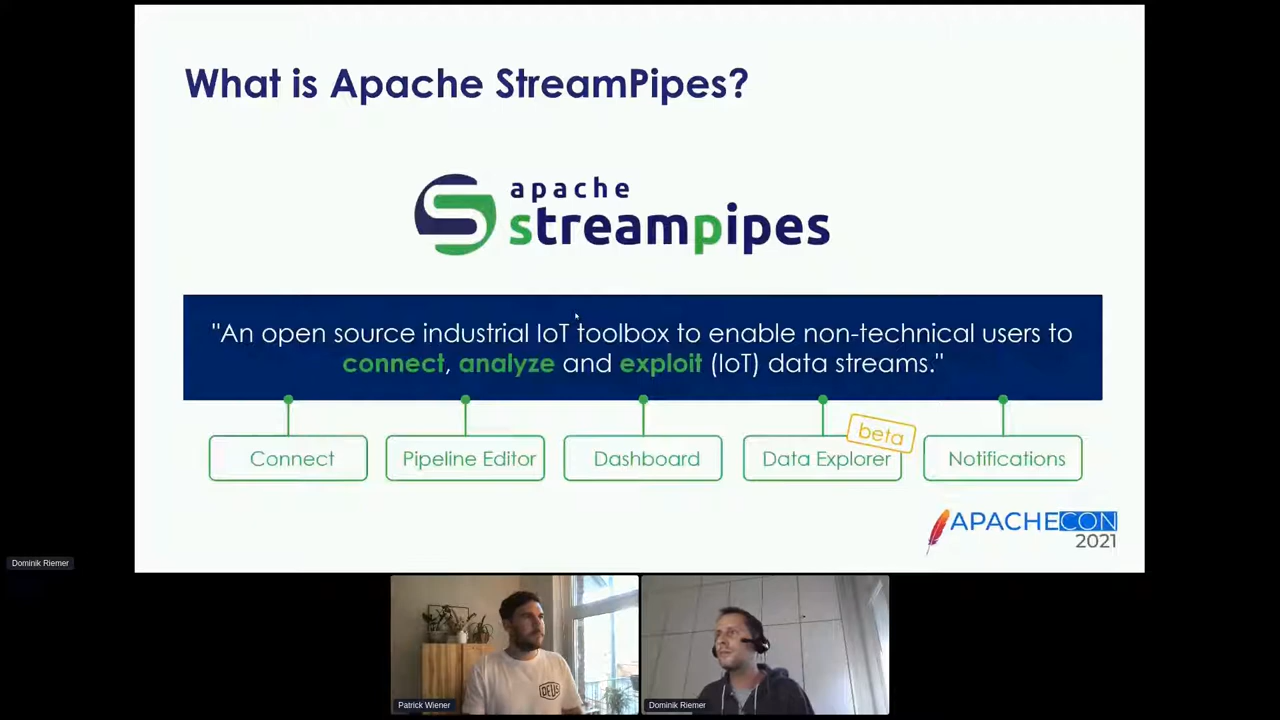 What is Apache StreamPipes?
apache
streampipes
"An open source industrial IoT toolbox to enable non-technical users to
connect, analyze and exploit (IoT) data streams."
beta
Connect
Pipeline Editor
Dashboard
Data Explorer
Notifications
APACHECON
2021
Dominik Riemer
DEUS
Patrick Wiener
Dominik Riemer